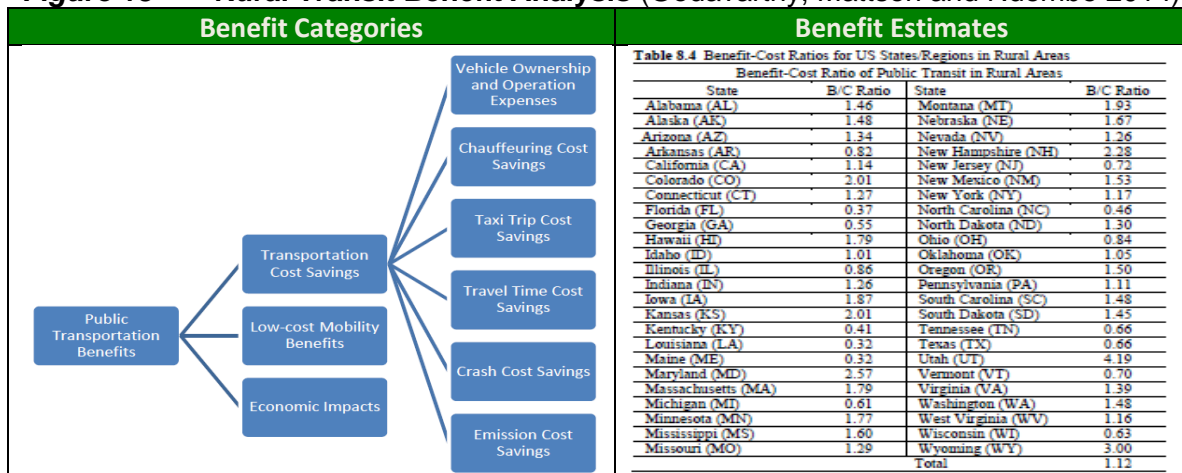 Figure 15 Rural Transit Benefit Analysis (Godavarthy, Mattson and Ndembe 2014)
Benefit Categories
Public
Transportation
Benefits
Transportation
Cost Savings
Low-cost Mobility
Benefits
Economic Impacts
Vehicle Ownership
and Operation
Expenses
Chauffeuring Cost
Savings
Taxi Trip Cost
Savings
Travel Time Cost
Savings
Crash Cost Savings
Emission Cost
Savings
Benefit Estimates
Table 8.4 Benefit-Cost Ratios for US States/Regions in Rural Areas
Benefit-Cost Ratio of Public Transit in Rural Areas
State B/C Ratio State B/C Ratio
Alabama (AL) 1.46 Montana (MT) 1.93
Alaska (AK) 1.48 Nebraska (NE) 1.67
Arizona (AZ) 1.34 Nevada (NV) 1.26
Arkansas (AR) 0.82 New Hampshire (NH) 2.28
California (CA) 1.14 New Jersey (NJ) 0.72
Colorado (CO) 2.01 New Mexico (NM) 1.53
Connecticut (CT) 1.27 New York (NY) 1.17
Florida (FL) 0.37 North Carolina (NC) 0.46
Georgia (GA) 0.55 North Dakota (ND) 1.30
Hawaii (HI) 1.79 Ohio (OH) 0.84
Idaho (ID) 1.01 Oklahoma (OK) 1.05
Illinois (IL) 0.86 Oregon (OR) 1.50
Indiana (IN) 1.26 Pennsylvania (PA) 1.11
Iowa (IA) 1.87 South Carolina (SC) 1.48
Kansas (KS) 2.01 South Dakota (SD) 1.45
Kentucky (KY) 0.41 Tennessee (TN) 0.66
Louisiana (LA) 0.32 Texas (TX) 0.66
Maine (ME) 0.32 Utah (UT) 4.19
Maryland (MD) 2.57 Vermont (VT) 0.70
Massachusetts (MA) 1.79 Virginia (VA) 1.39
Michigan (MI) 0.61 Washington (WA) 1.48
Minnesota (MN) 1.77 West Virginia (WV) 1.16
Mississippi (MS) 1.60 Wisconsin (WI) 0.63
Missouri (MO) 1.29 Wyoming (WY) 3.00
Total 1.12